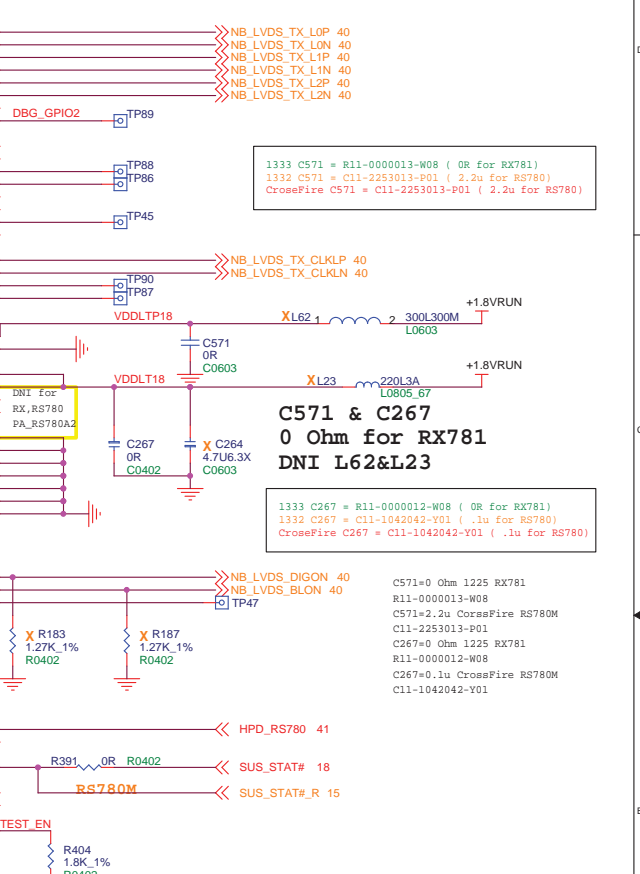 NB_LVDS_TX_L0P 40
NB_LVDS_TX_L0N 40
NB_LVDS_TX_L1P 40
NB_LVDS_TX_L1N 40
NB_LVDS_TX_L2P 40
NB_LVDS_TX_L2N 40
DBG_GPIO2
TP89
TP88
TP86
TP45
1333 C571 = R11-0000013-W08 ( 0R for RX781)
1332 C571 = C11-2253013-P01 ( 2.2u for RS780)
CroseFire C571 = C11-2253013-P01 ( 2.2u for RS780)
NB_LVDS_TX_CLKLP 40
NB_LVDS_TX_CLKLN 40
TP90
TP87
+1.8VRUN
VDDLTP18
X L62 1 2 300L300M
L0603
C571
0R
C0603
+1.8VRUN
VDDLT18
X L23 220L3A
L0805_67
DNI for
RX,RS780
PA_RS780A2
C571 & C267
0 Ohm for RX781
DNI L62&L23
C267
0R
C0402
X C264
4.7U6.3X
C0603
1333 C267 = R11-0000012-W08 ( 0R for RX781)
1332 C267 = C11-1042042-Y01 ( .1u for RS780)
CroseFire C267 = C11-1042042-Y01 ( .1u for RS780)
NB_LVDS_DIGON 40
NB_LVDS_BLON 40
TP47
C571=0 Ohm 1225 RX781
R11-0000013-W08
C571=2.2u CorssFire RS780M
C11-2253013-P01
C267=0 Ohm 1225 RX781
R11-0000012-W08
C267=0.1u CrossFire RS780M
C11-1042042-Y01
X R183
1.27K_1%
R0402
X R187
1.27K_1%
R0402
HPD_RS780 41
R391 0R R0402
SUS_STAT# 18
RS780M
SUS_STAT#_R 15
TEST_EN
R404
1.8K_1%